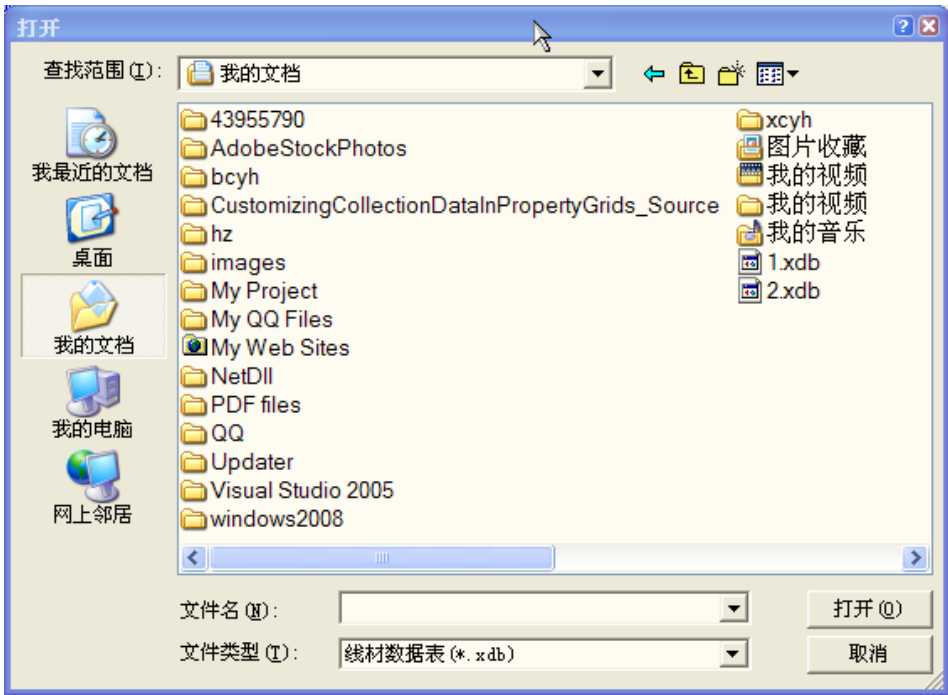 打开
查找范围(I):
我的文档
我最近的文档
桌面
我的文档
我的电脑
网上邻居
43955790
AdobeStockPhotos
bcyh
CustomizingCollectionDataInPropertyGrids_Source
hz
images
My Project
My QQ Files
My Web Sites
NetDll
PDF files
QQ
Updater
Visual Studio 2005
windows2008
xcyh
图片收藏
我的视频
我的视频
我的音乐
1.xdb
2.xdb
文件名(N):
打开(O)
文件类型(T):
线材数据表(*.xdb)
取消